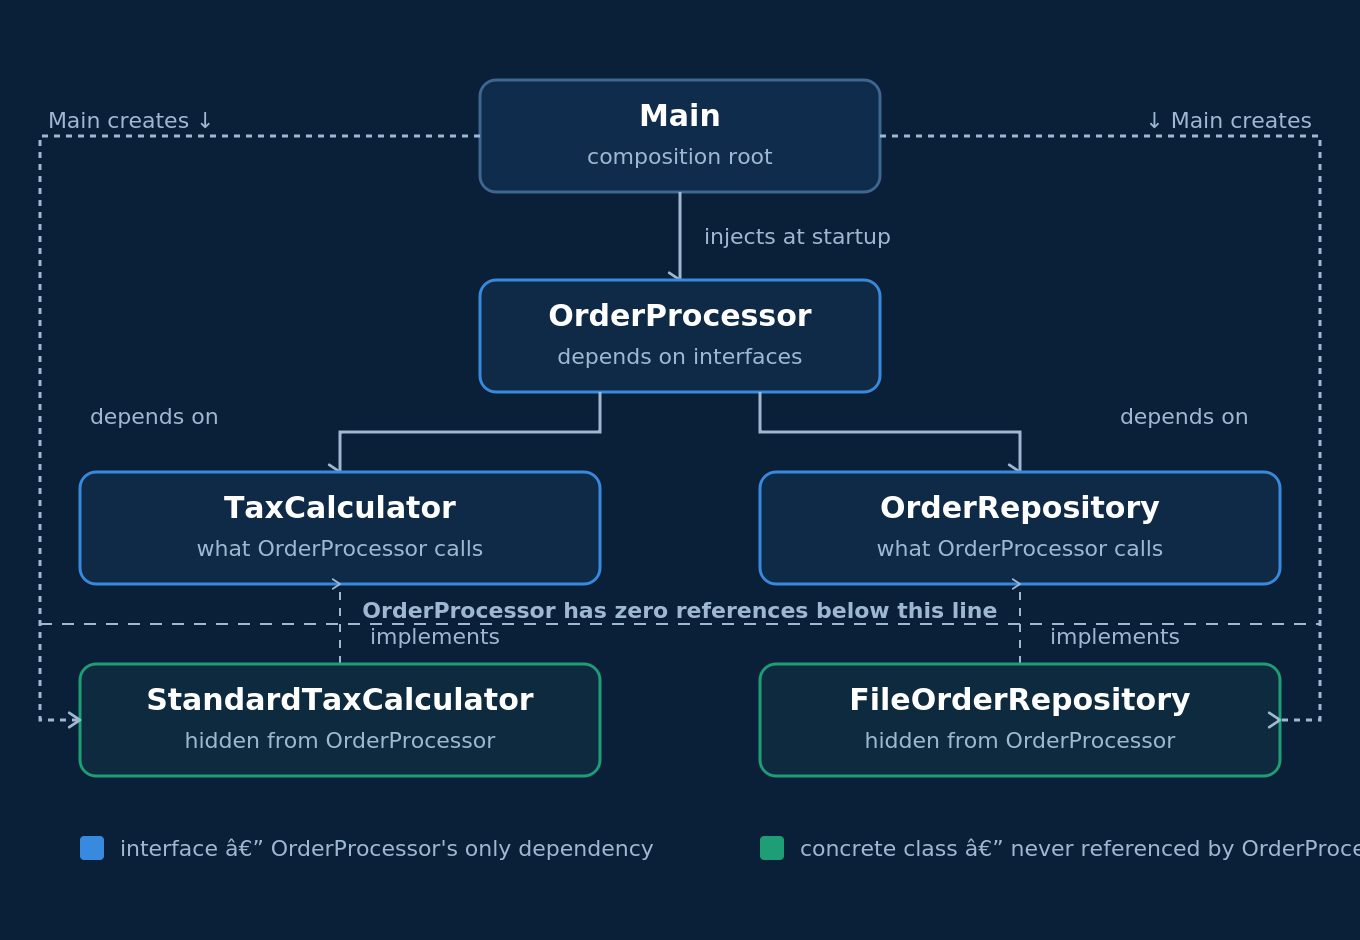 Main
Main creates ↓
↓ Main creates
composition root
injects at startup
OrderProcessor
depends on interfaces
depends on
depends on
TaxCalculator
OrderRepository
what OrderProcessor calls
what OrderProcessor calls
OrderProcessor has zero references below this line
implements
implements
StandardTaxCalculator
FileOrderRepository
hidden from OrderProcessor
hidden from OrderProcessor
interface â€” OrderProcessor's only dependency
concrete class â€” never referenced by OrderProce